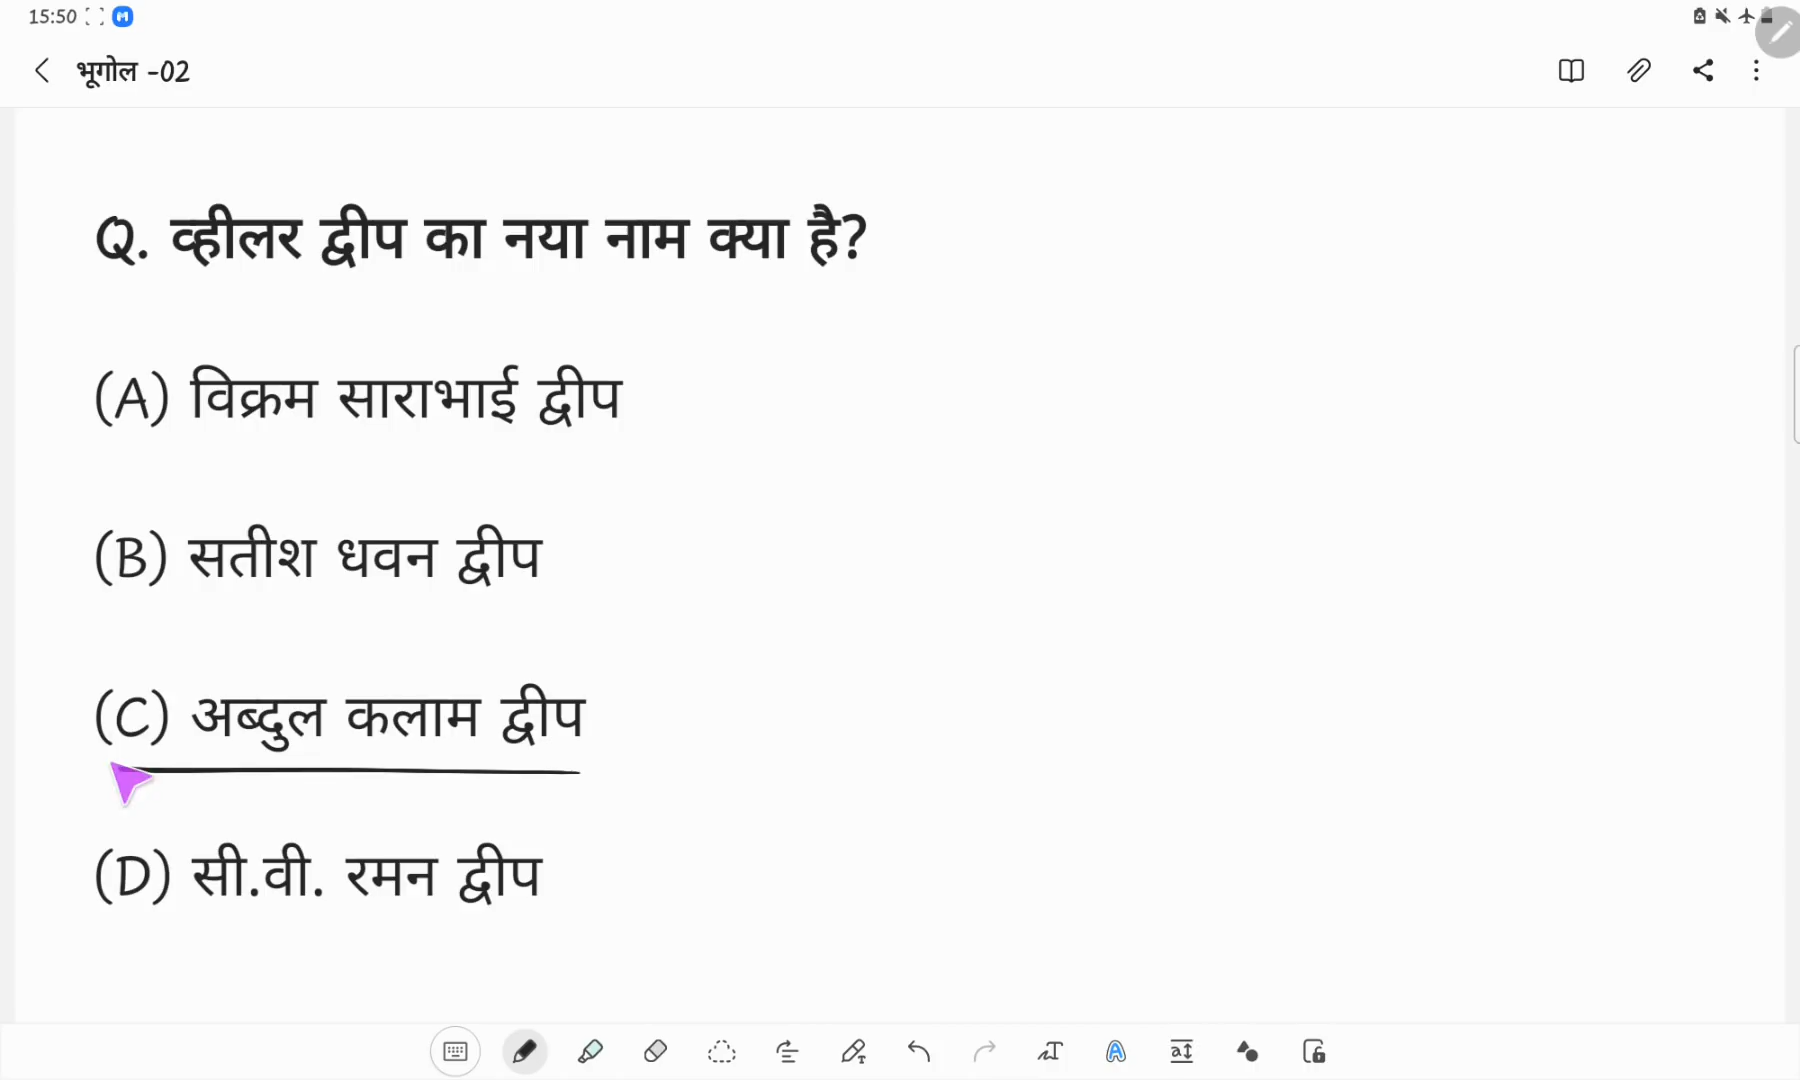 15:50
भूगोल -02
Q. व्हीलर द्वीप का नया नाम क्या है?
(A) विक्रम साराभाई द्वीप
(B) सतीश धवन द्वीप
(C) अब्दुल कलाम द्वीप
(D) सी.वी. रमन द्वीप